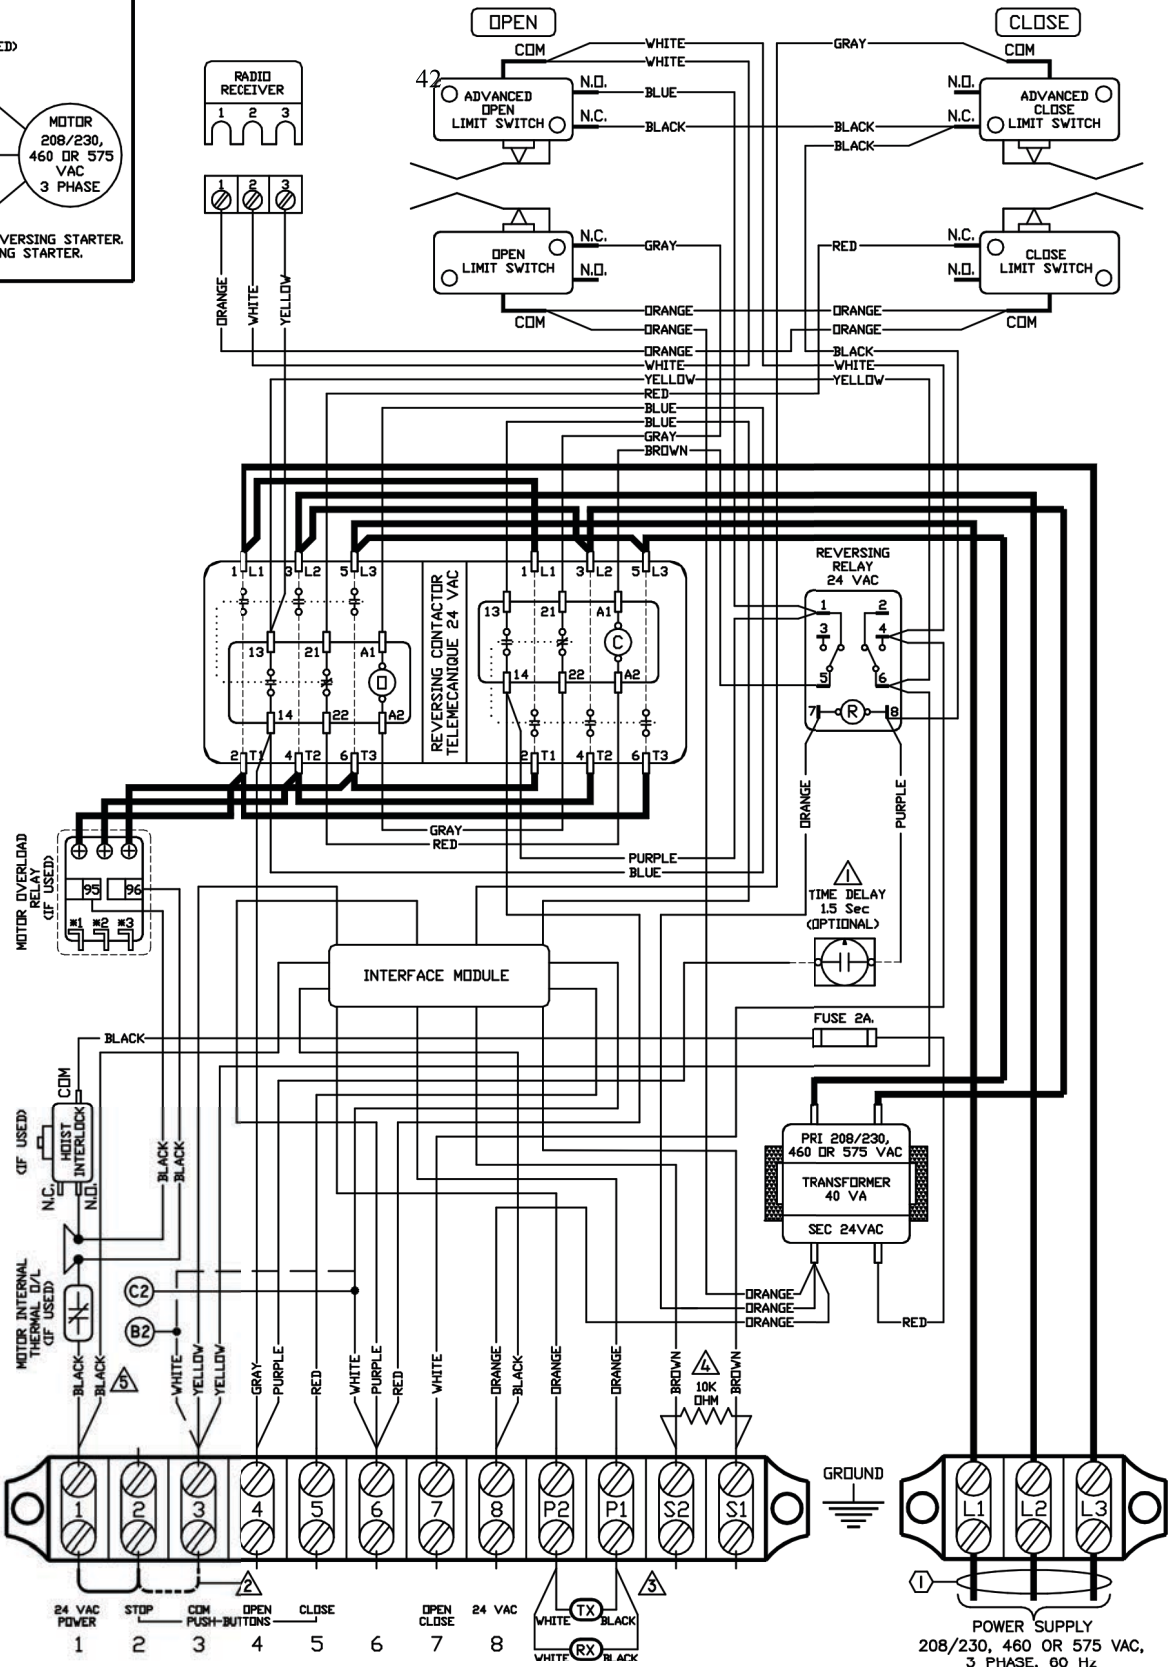 ED)
MOTOR
208/230,
460 OR 575
VAC
3 PHASE
VERSING STARTER.
NG STARTER.
OPEN
CLOSE
COM
WHITE
WHITE
GRAY
COM
42
RADIO
RECEIVER
1 2 3
1 2 3
ADVANCED
OPEN
LIMIT SWITCH
N.O.
N.C.
BLUE
BLACK
BLACK
BLACK
N.O.
N.C.
ADVANCED
CLOSE
LIMIT SWITCH
OPEN
LIMIT SWITCH
N.C.
N.O.
GRAY
RED
N.C.
N.O.
CLOSE
LIMIT SWITCH
COM
COM
ORANGE
WHITE
YELLOW
ORANGE
ORANGE
ORANGE
ORANGE
ORANGE
BLACK
WHITE
WHITE
YELLOW
YELLOW
RED
BLUE
BLUE
GRAY
BROWN
1 L1 3 L2 5 L3
1 L1 3 L2 5 L3
13 21 A1
14 22 A2
O
REVERSING CONTACTOR
TELEMECANIQUE 24 VAC
13 21 A1
C
14 22 A2
2 T1 4 T2 6 T3
2 T1 4 T2 6 T3
REVERSING
RELAY
24 VAC
1 2
3 4
5 6
7 R 8
ORANGE
PURPLE
GRAY
RED
PURPLE
BLUE
MOTOR OVERLOAD
RELAY
(IF USED)
95 96
*1 *2 *3
1
TIME DELAY
1.5 Sec
(OPTIONAL)
INTERFACE MODULE
FUSE 2A.
BLACK
COM
HOIST
INTERLOCK
(IF USED)
N.C.
N.O.
BLACK
BLACK
PRI 208/230,
460 OR 575 VAC
TRANSFORMER
40 VA
SEC 24VAC
MOTOR INTERNAL
THERMAL O/L
(IF USED)
C2
B2
ORANGE
ORANGE
ORANGE
RED
BLACK
BLACK
5
WHITE
YELLOW
YELLOW
GRAY
PURPLE
RED
WHITE
PURPLE
RED
WHITE
ORANGE
BLACK
ORANGE
ORANGE
BROWN
4
10K
OHM
BROWN
1 2 3 4 5 6 7 8 P2 P1 S2 S1
GROUND
L1 L2 L3
2
3
1
24 VAC
POWER
STOP
COM
OPEN
CLOSE
PUSH-BUTTONS
OPEN
CLOSE
24 VAC
1 2 3 4 5 6 7 8
WHITE TX BLACK
WHITE RX BLACK
POWER SUPPLY
208/230, 460 OR 575 VAC,
3 PHASE, 60 Hz